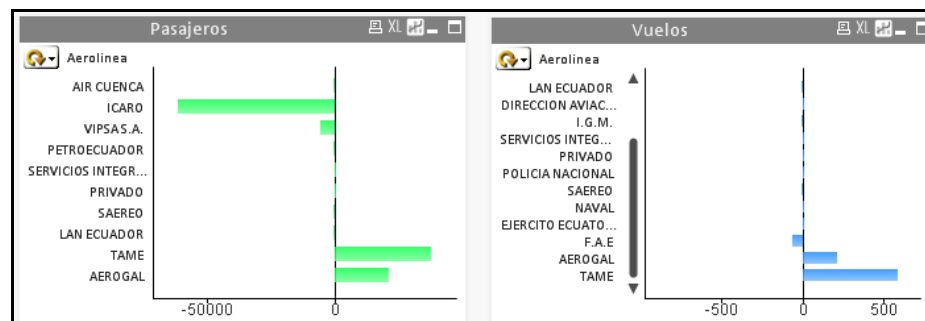 Pasajeros XL
Aerolinea
AIR CUENCA
ICARO
VIPSA S.A.
PETROECUADOR
SERVICIOS INTEGR...
PRIVADO
SAEREO
LAN ECUADOR
TAME
AEROGAL
-50000 0
Vuelos XL
Aerolinea
LAN ECUADOR
DIRECCION AVIAC...
I.G.M.
SERVICIOS INTEG...
PRIVADO
POLICIA NACIONAL
SAEREO
NAVAL
EJERCITO ECUATO...
F.A.E
AEROGAL
TAME
-500 0 500